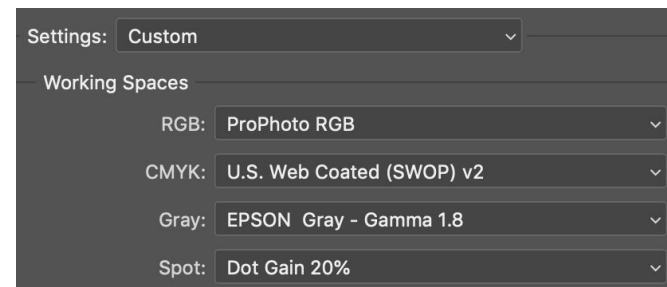 Settings: Custom
Working Spaces
RGB: ProPhoto RGB
CMYK: U.S. Web Coated (SWOP) v2
Gray: EPSON  Gray - Gamma 1.8
Spot: Dot Gain 20%